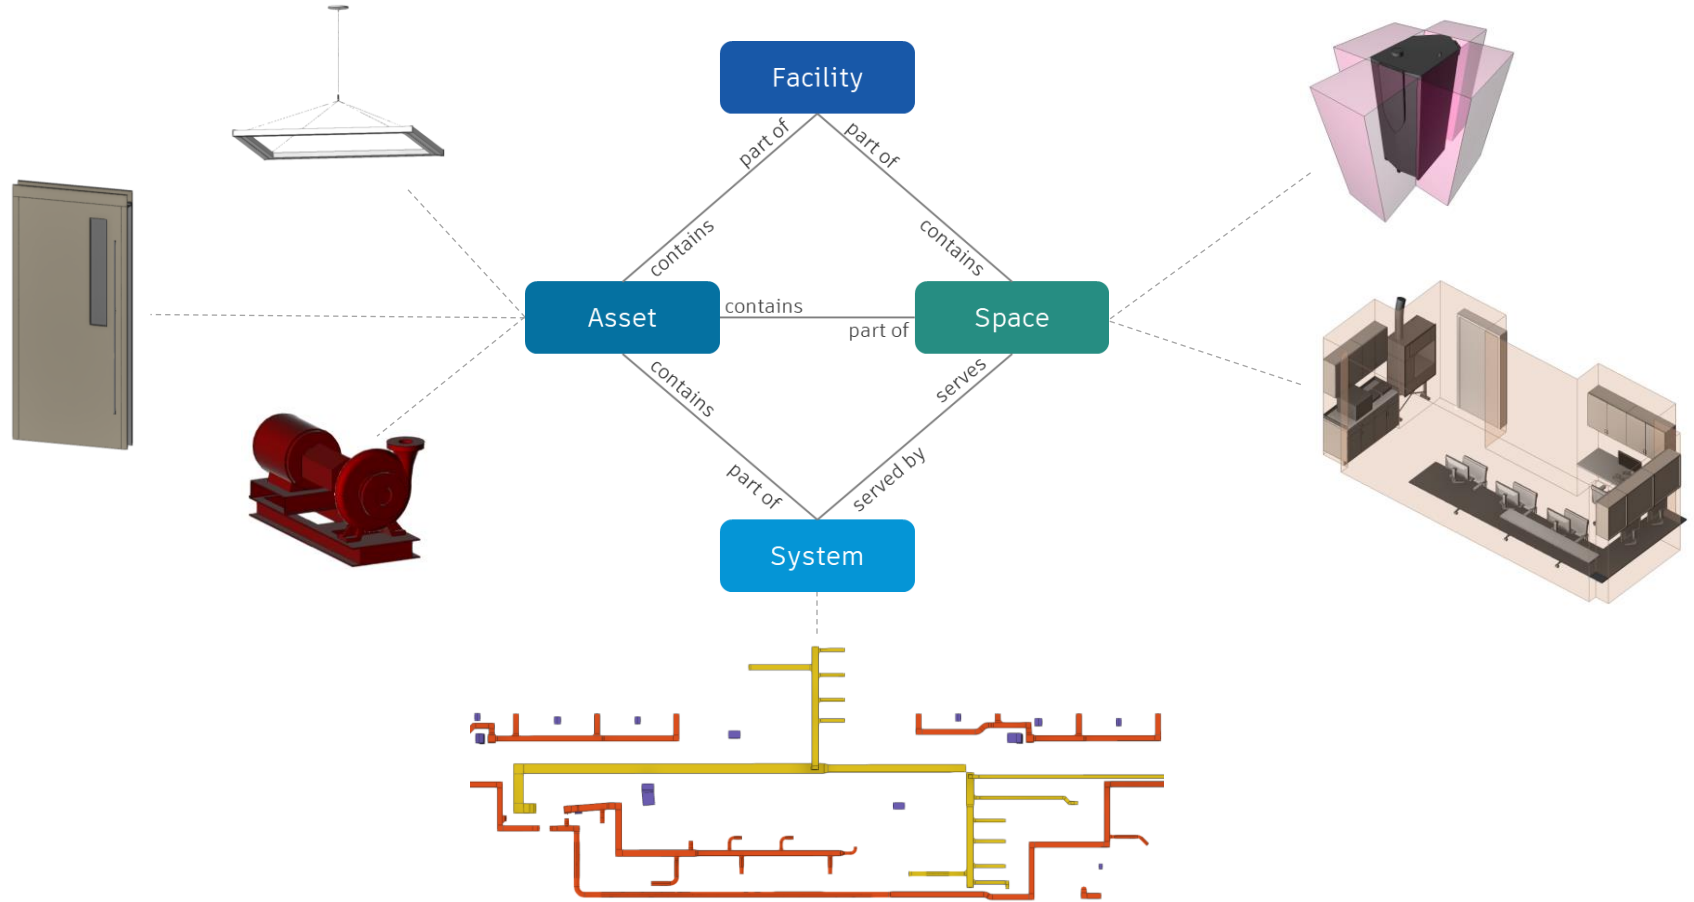 Facility
part of
part of
contains
contains
Asset
contains
part of
Space
contains
serves
part of
served by
System